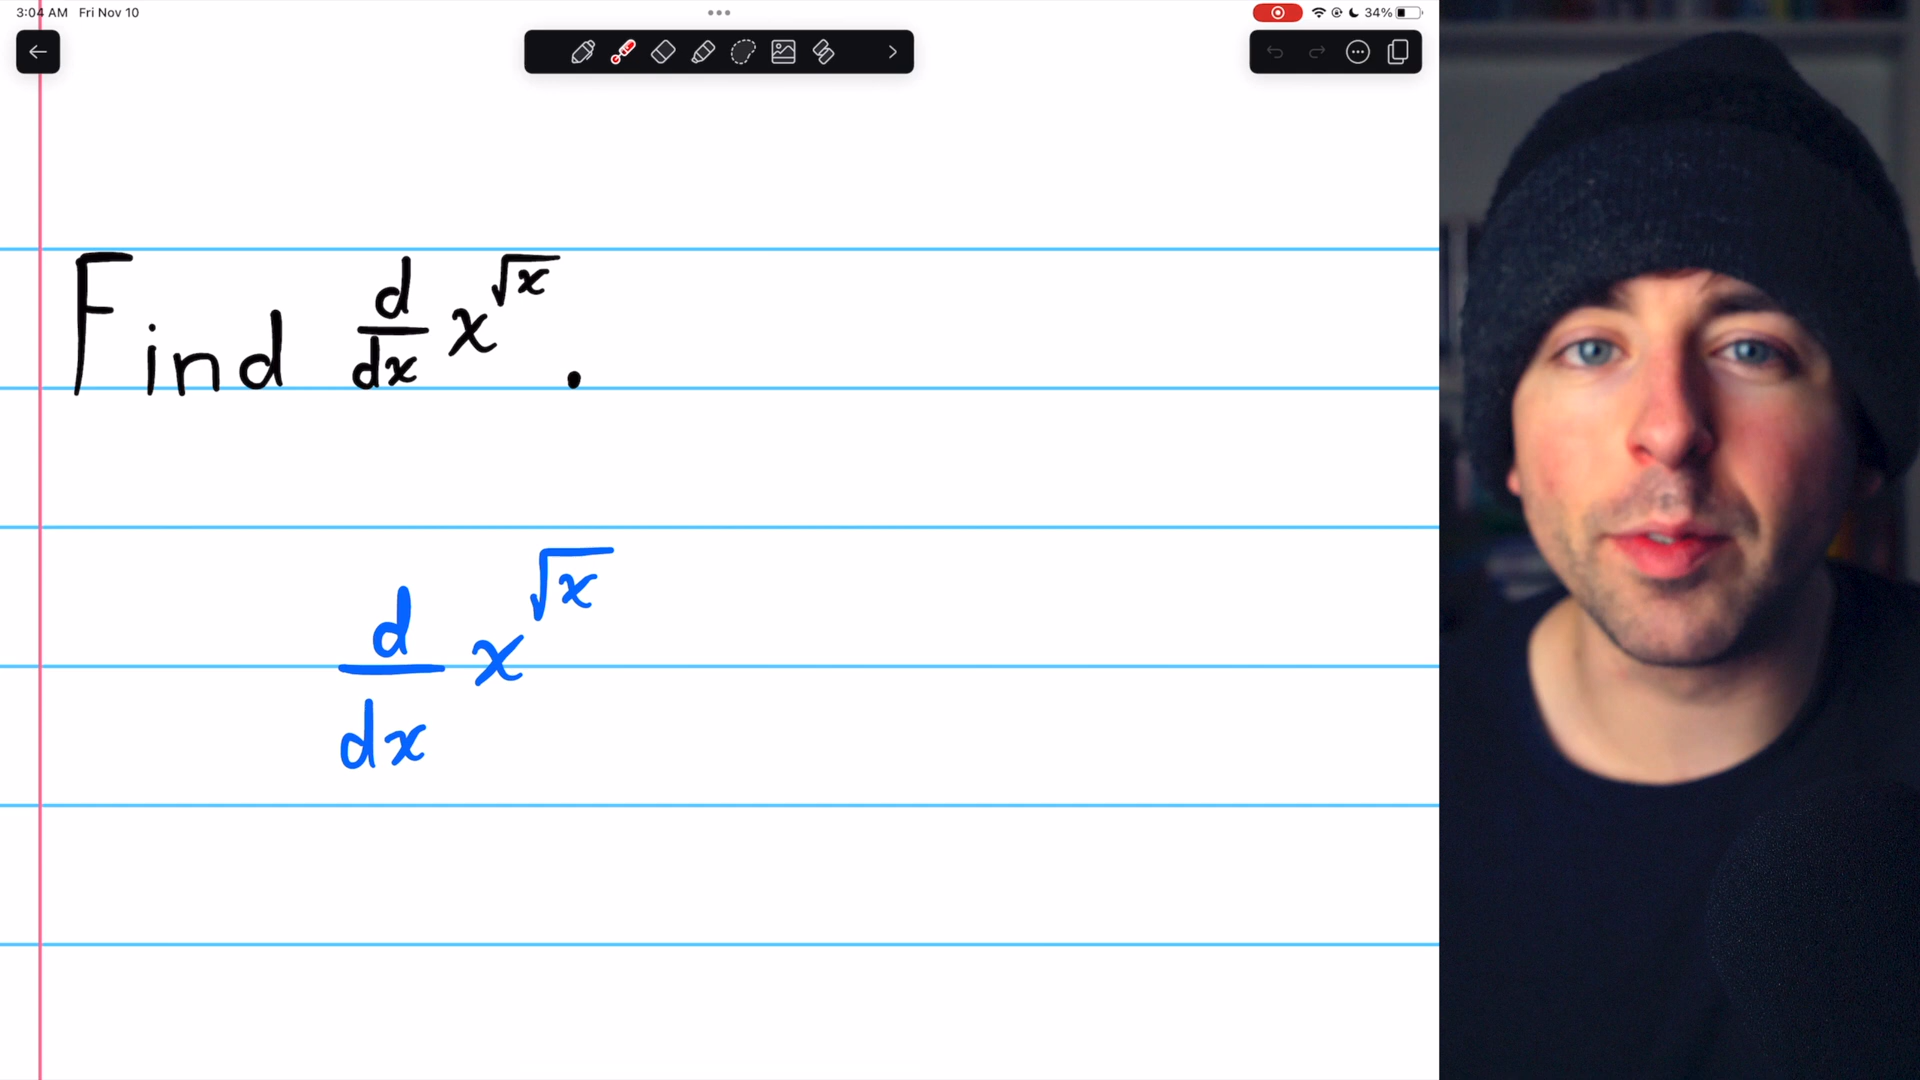 3:04 AM Fri Nov 10
34%
Find d/dx x^√x .
d/dx x^√x